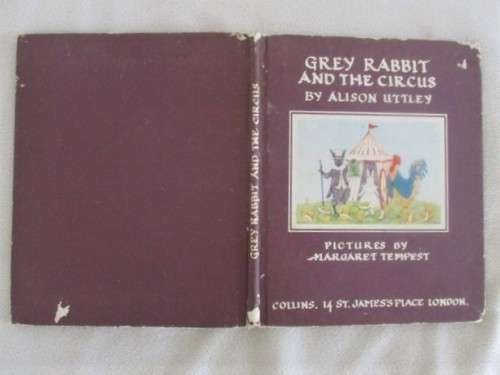 GREY RABBIT AND THE CIRCUS
GREY RABBIT
AND THE CIRCUS
BY ALISON UTTLEY
PICTURES BY
MARGARET TEMPEST
COLLINS. 14 ST. JAMES'S PLACE LONDON.